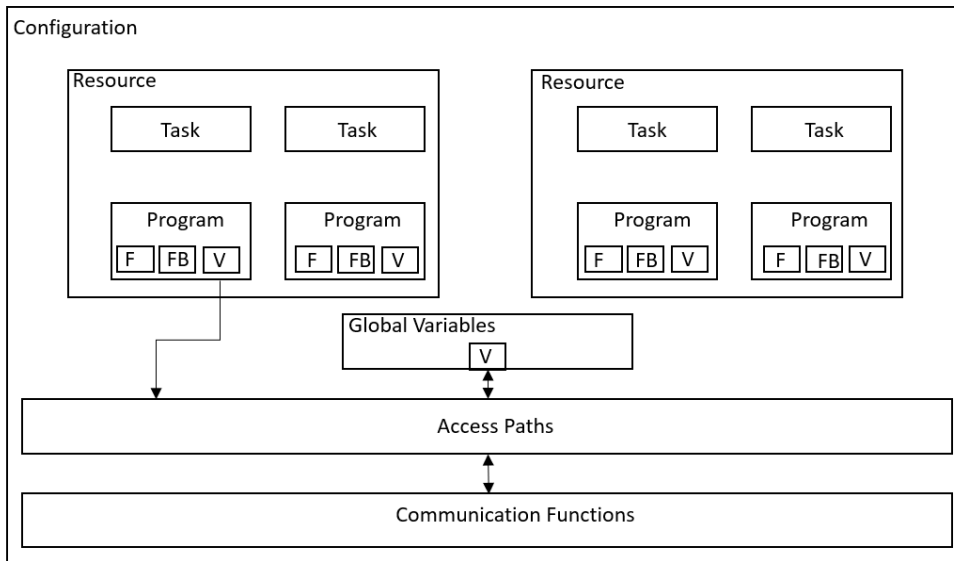 Configuration
Resource
Resource
Task
Task
Task
Task
Program
Program
Program
Program
F FB V
F FB V
F FB V
F FB V
Global Variables
V
Access Paths
Communication Functions